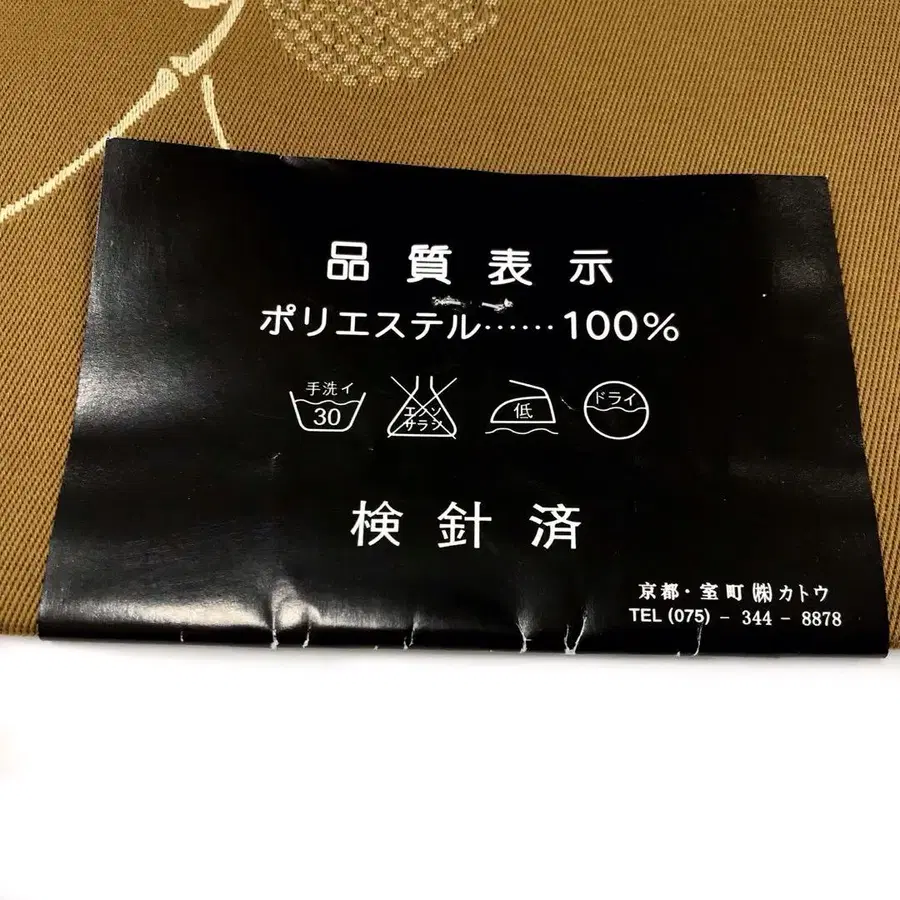 品質表示
ポリエステル……100%
手洗イ 30 エンソ サラシ 低 ドライ
検針済
京都・室町㈱カトウ
TEL (075) - 344 - 8878